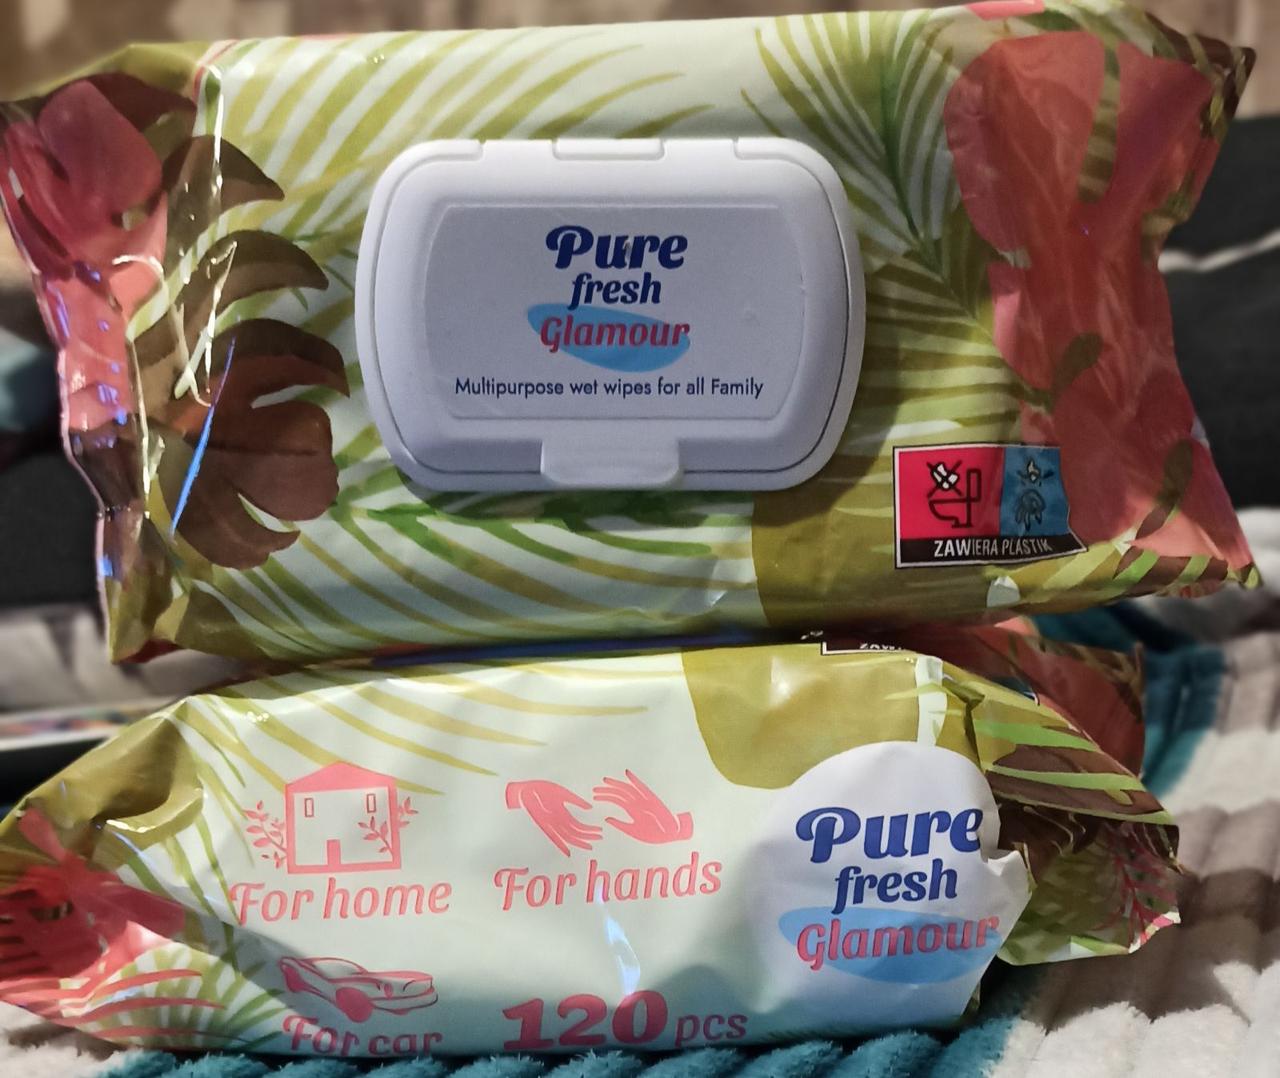 Pure
fresh
Glamour
Multipurpose wet wipes for all Family
ZAWIERA PLASTIK
For home
For hands
Pure
fresh
Glamour
For car
120 pcs